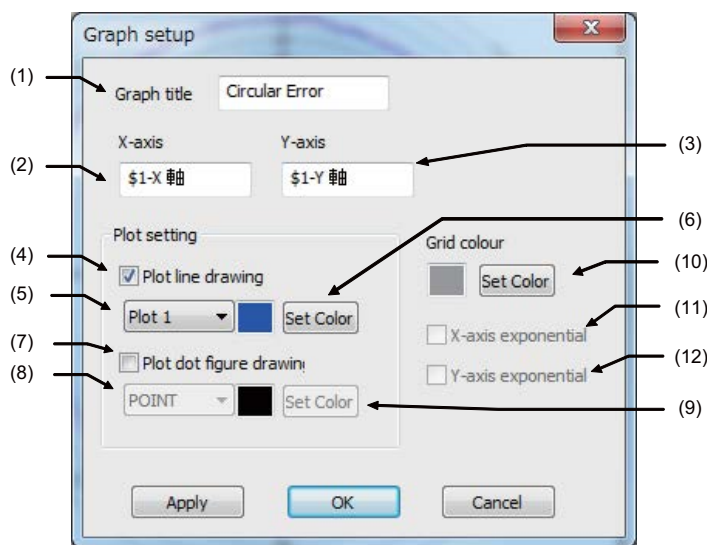 Graph setup
(1)
Graph title
Circular Error
X-axis
Y-axis
(2)
$1-X 軸
$1-Y 軸
(3)
Plot setting
(4)
Plot line drawing
(5)
Plot 1
Set Color
(6)
(7)
Plot dot figure drawin
(8)
POINT
Set Color
(9)
Grid colour
Set Color
(10)
X-axis exponential
(11)
Y-axis exponential
(12)
Apply
OK
Cancel